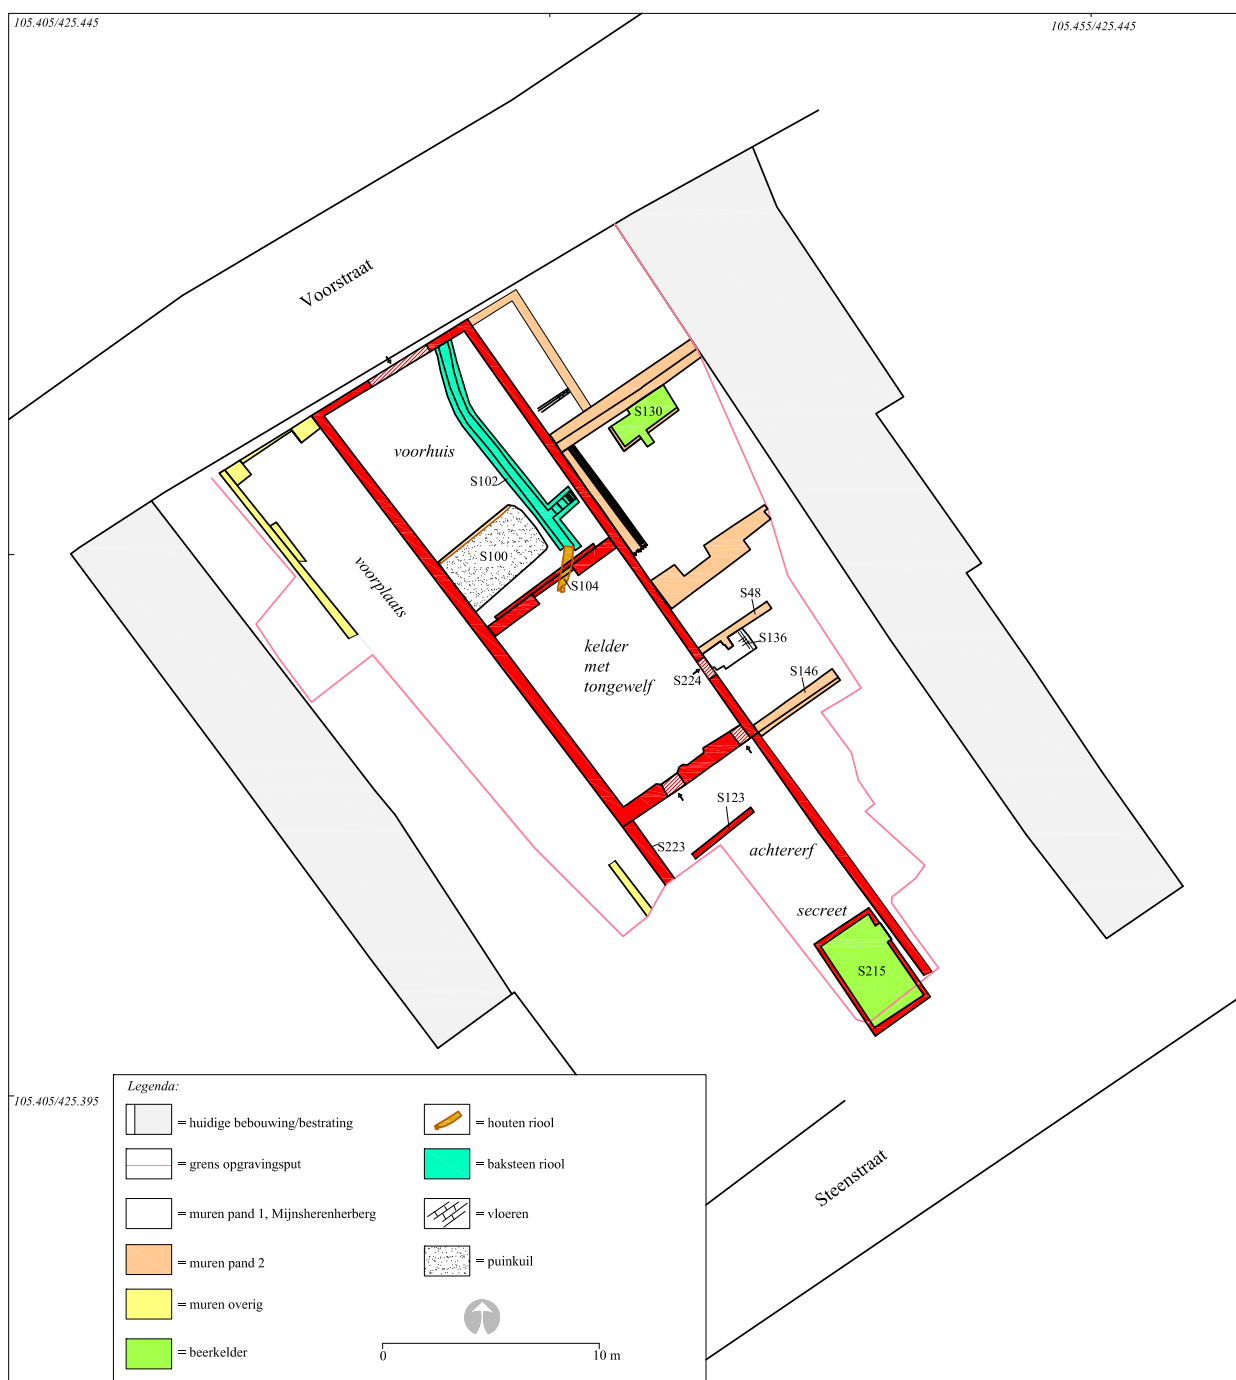 105.405/425.445
105.455/425.445
Voorstraat
S130
voorhuis
S102
S100
S104
voorplaats
S48
S136
kelder
met
tongewelf
S224
S146
S123
S223
achtererf
secreet
S215
105.405/425.395
Steenstraat
Legenda:
= huidige bebouwing/bestrating
= grens opgravingsput
= muren pand 1, Mijnsherenherberg
= muren pand 2
= muren overig
= beerkelder
= houten riool
= baksteen riool
= vloeren
= puinkuil
0
10 m